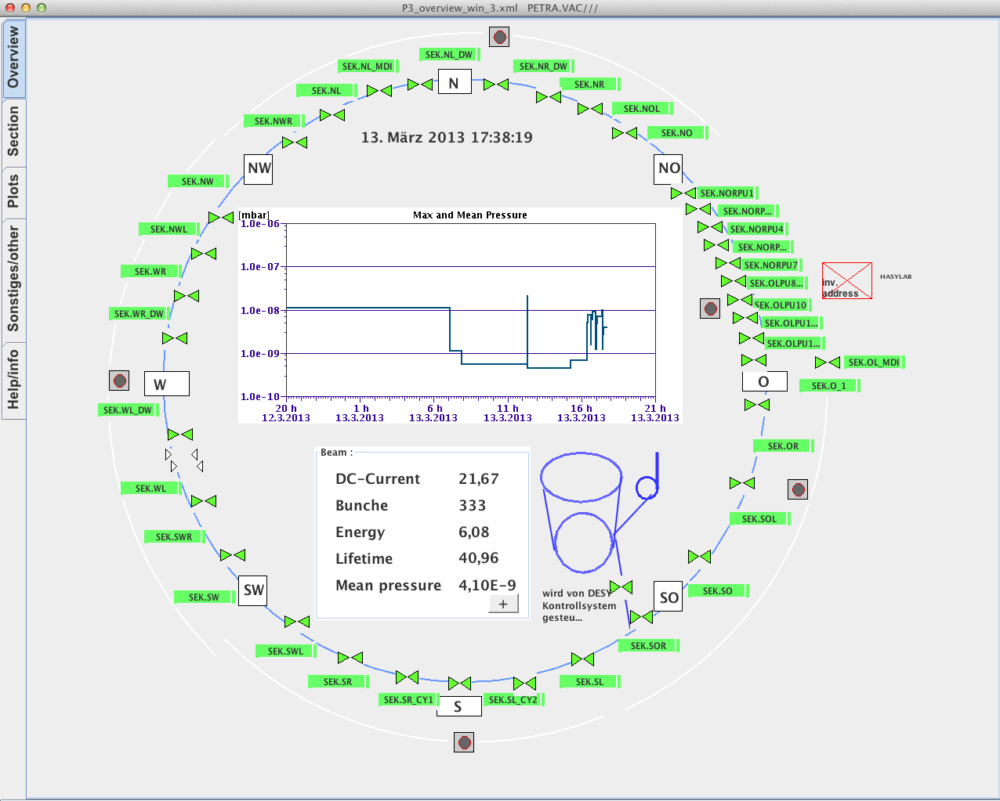 P3_overview_win_3.xml PETRA.VAC///
Overview
Section
Plots
Sonstiges/other
Help/info
SEK.NL_DW
SEK.NL_MDI
SEK.NR_DW
N
SEK.NL
SEK.NR
SEK.NOL
SEK.NWR
SEK.NO
13. März 2013 17:38:19
NW
NO
SEK.NW
SEK.NORPU1
SEK.NORP...
SEK.NWL
SEK.NORPU4
SEK.NORP...
SEK.WR
SEK.NORPU7
SEK.OLPU8...
HASYLAB
inv.
address
SEK.OLPU10
SEK.WR_DW
SEK.OLPU1...
SEK.OLPU1...
SEK.OL_MDI
W
O
SEK.O_1
SEK.WL_DW
[mbar]
Max and Mean Pressure
1.0e-06
1.0e-07
1.0e-08
1.0e-09
1.0e-10
20 h 1 h 6 h 11 h 16 h 21 h
12.3.2013 13.3.2013 13.3.2013 13.3.2013 13.3.2013 13.3.2013
SEK.OR
SEK.WL
SEK.SOL
SEK.SWR
SW
SEK.SW
SO
SEK.SO
Beam :
DC-Current 21,67
Bunche 333
Energy 6,08
Lifetime 40,96
Mean pressure 4,10E-9
+
wird von DESY
Kontrollsystem
gesteu...
SEK.SOR
SEK.SWL
SEK.SR
SEK.SL
SEK.SR_CY1
S
SEK.SL_CY2